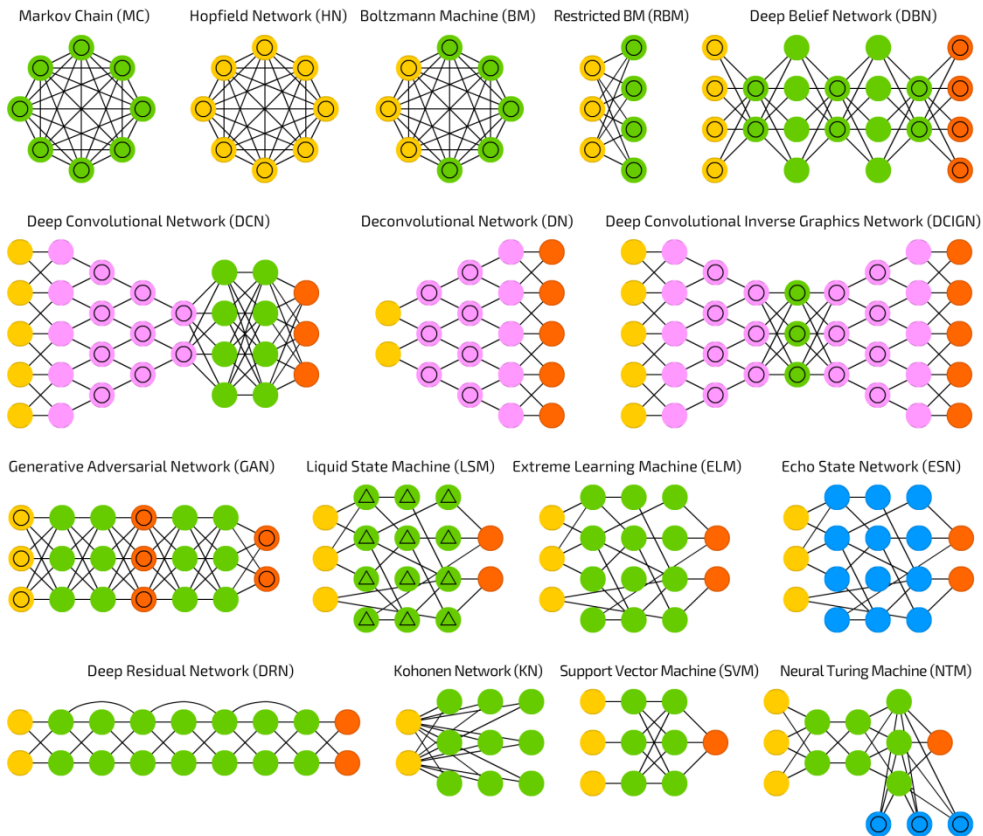 Markov Chain (MC)
Hopfield Network (HN)
Boltzmann Machine (BM)
Restricted BM (RBM)
Deep Belief Network (DBN)
Deep Convolutional Network (DCN)
Deconvolutional Network (DN)
Deep Convolutional Inverse Graphics Network (DCIGN)
Generative Adversarial Network (GAN)
Liquid State Machine (LSM)
Extreme Learning Machine (ELM)
Echo State Network (ESN)
Deep Residual Network (DRN)
Kohonen Network (KN)
Support Vector Machine (SVM)
Neural Turing Machine (NTM)